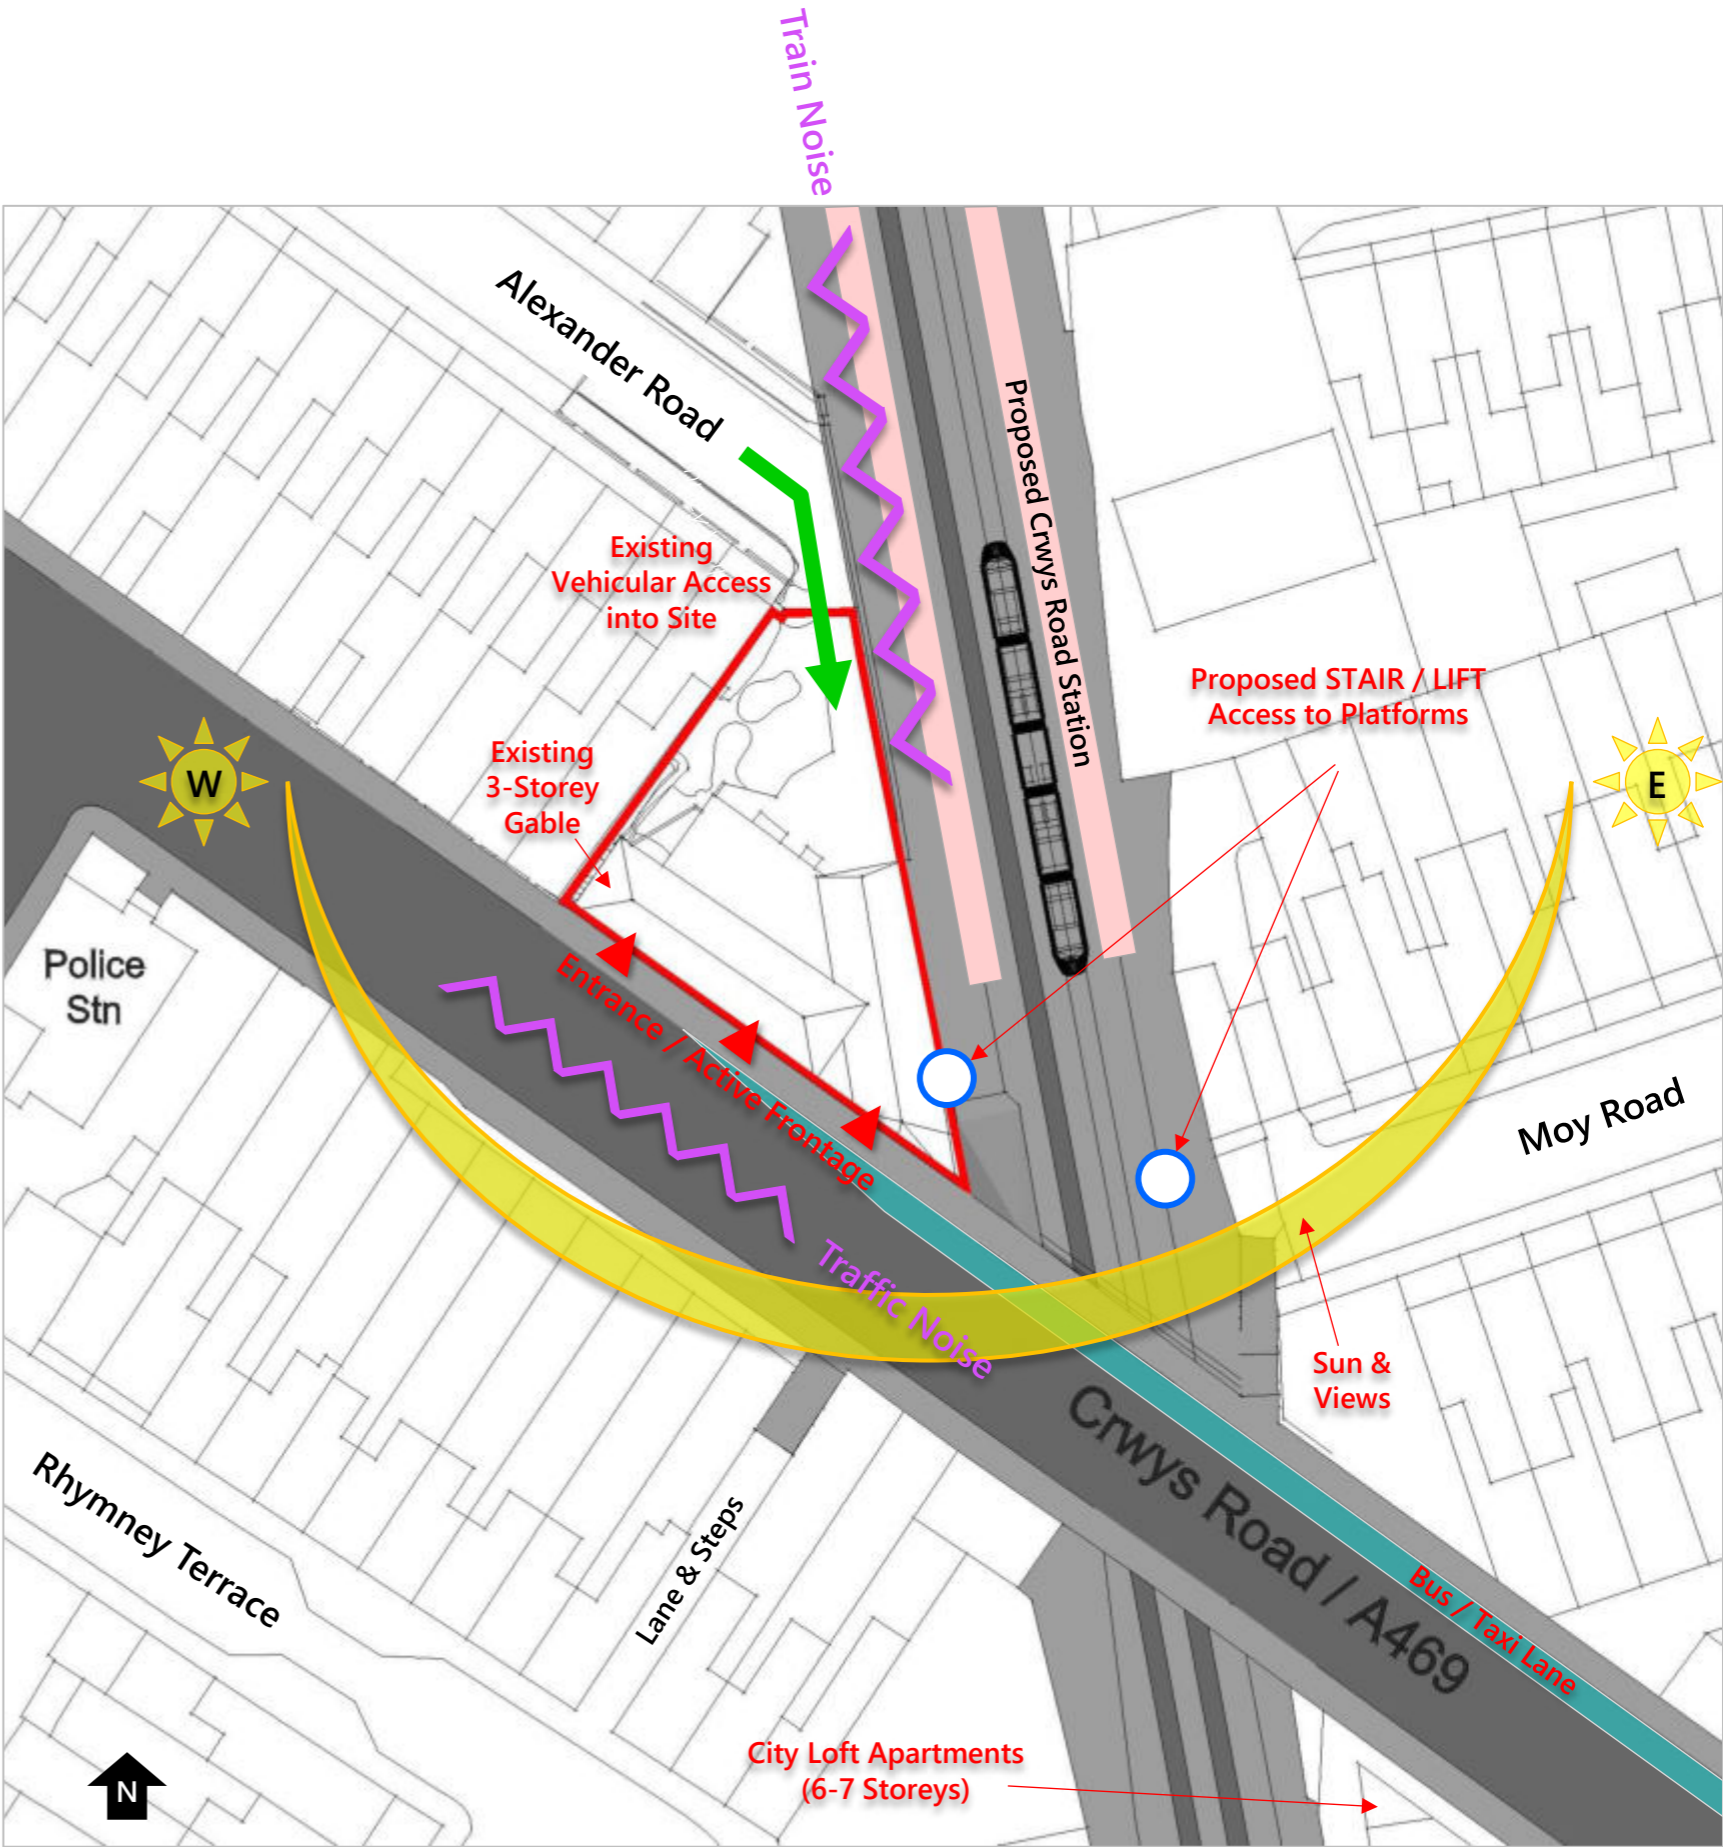 Train Noise
Alexander Road
Proposed Crwys Road Station
Existing
Vehicular Access
into Site
Proposed STAIR / LIFT
Access to Platforms
Existing
3-Storey
Gable
W
E
Police
Stn
Entrance / Active Frontage
Moy Road
Traffic Noise
Sun &
Views
Crwys Road / A469
Bus / Taxi Lane
Rhymney Terrace
Lane & Steps
City Loft Apartments
(6-7 Storeys)
N